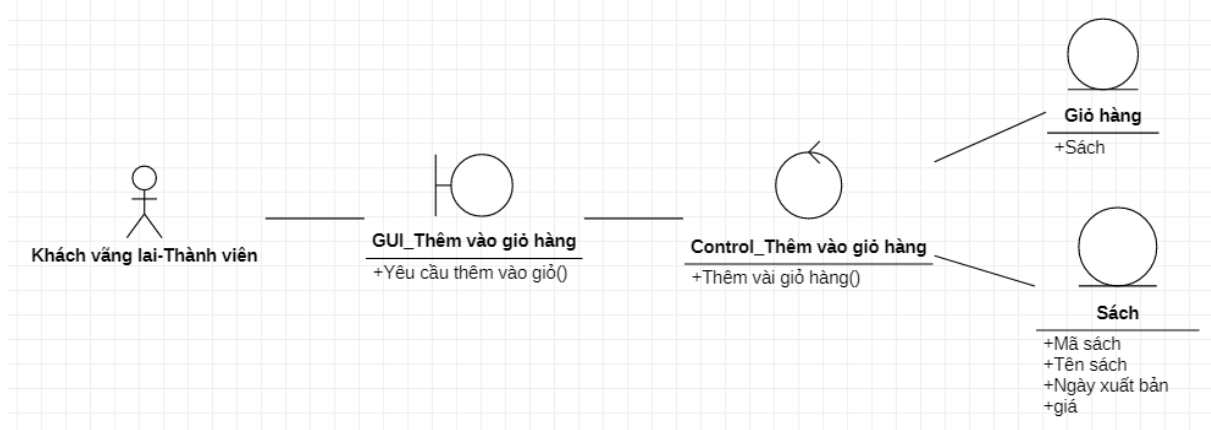 Khách vãng lai-Thành viên
GUI_Thêm vào giỏ hàng
+Yêu cầu thêm vào giỏ()
Control_Thêm vào giỏ hàng
+Thêm vài giỏ hàng()
Giỏ hàng
+Sách
Sách
+Mã sách
+Tên sách
+Ngày xuất bản
+giá